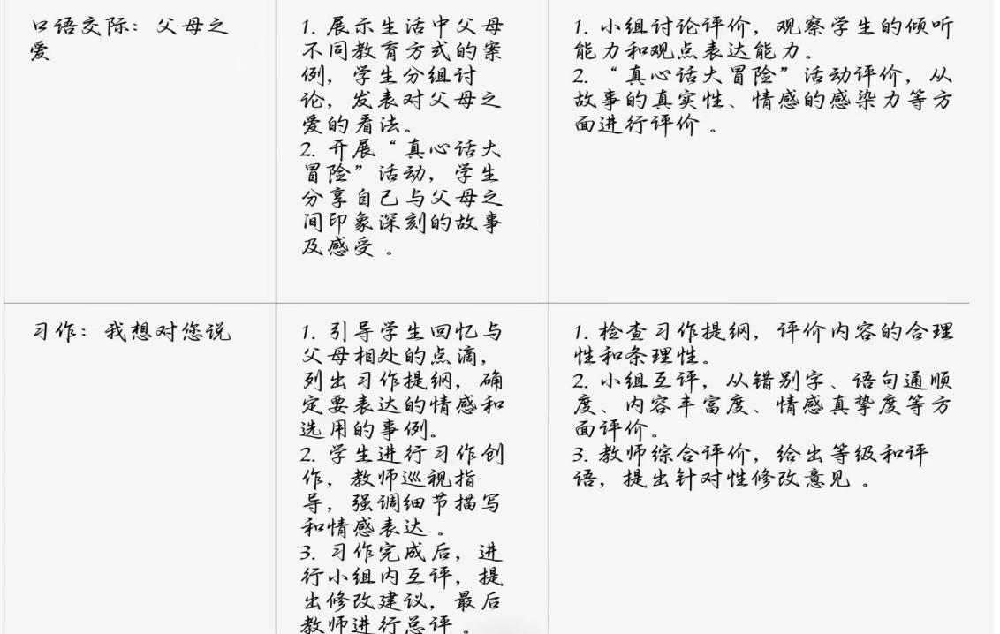 口语交际：父母之
爱
1. 展示生活中父母
不同教育方式的案
例，学生分组讨
论，发表对父母之
爱的看法。
2. 开展“真心话大
冒险”活动，学生
分享自己与父母之
间印象深刻的故事
及感受 。
1. 小组讨论评价，观察学生的倾听
能力和观点表达能力。
2. “真心话大冒险”活动评价，从
故事的真实性、情感的感染力等方
面进行评价 。
习作：我想对您说
1. 引导学生回忆与
父母相处的点滴，
列出习作提纲，确
定要表达的情感和
选用的事例。
2. 学生进行习作创
作，教师巡视指
导，强调细节描写
和情感表达 。
3. 习作完成后，进
行小组内互评，提
出修改建议，最后
教师进行总评 。
1. 检查习作提纲，评价内容的合理
性和条理性。
2. 小组互评，从错别字、语句通顺
度、内容丰富度、情感真挚度等方
面评价。
3. 教师综合评价，给出等级和评
语，提出针对性修改意见 。